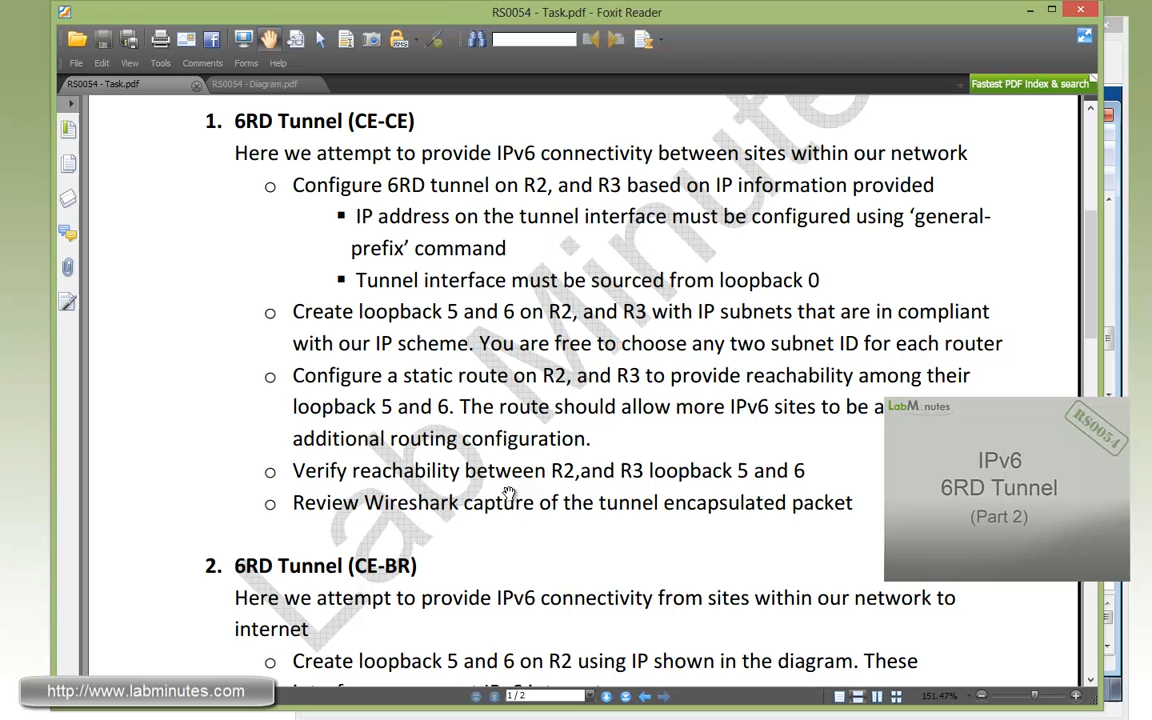 RS0054 - Task.pdf - Foxit Reader
File Edit View Tools Comments Forms Help
RS0054 - Task.pdf
RS0054 - Diagram.pdf
Fastest PDF index & search
1. 6RD Tunnel (CE-CE)
Here we attempt to provide IPv6 connectivity between sites within our network
o Configure 6RD tunnel on R2, and R3 based on IP information provided
▪ IP address on the tunnel interface must be configured using ‘general-
prefix’ command
▪ Tunnel interface must be sourced from loopback 0
o Create loopback 5 and 6 on R2, and R3 with IP subnets that are in compliant
with our IP scheme. You are free to choose any two subnet ID for each router
o Configure a static route on R2, and R3 to provide reachability among their
loopback 5 and 6. The route should allow more IPv6 sites to be a
additional routing configuration.
o Verify reachability between R2,and R3 loopback 5 and 6
o Review Wireshark capture of the tunnel encapsulated packet
2. 6RD Tunnel (CE-BR)
Here we attempt to provide IPv6 connectivity from sites within our network to
internet
o Create loopback 5 and 6 on R2 using IP shown in the diagram. These
Lab Minutes
LabMinutes
RS0054
IPv6
6RD Tunnel
(Part 2)
http://www.labminutes.com
1 / 2
151.47%